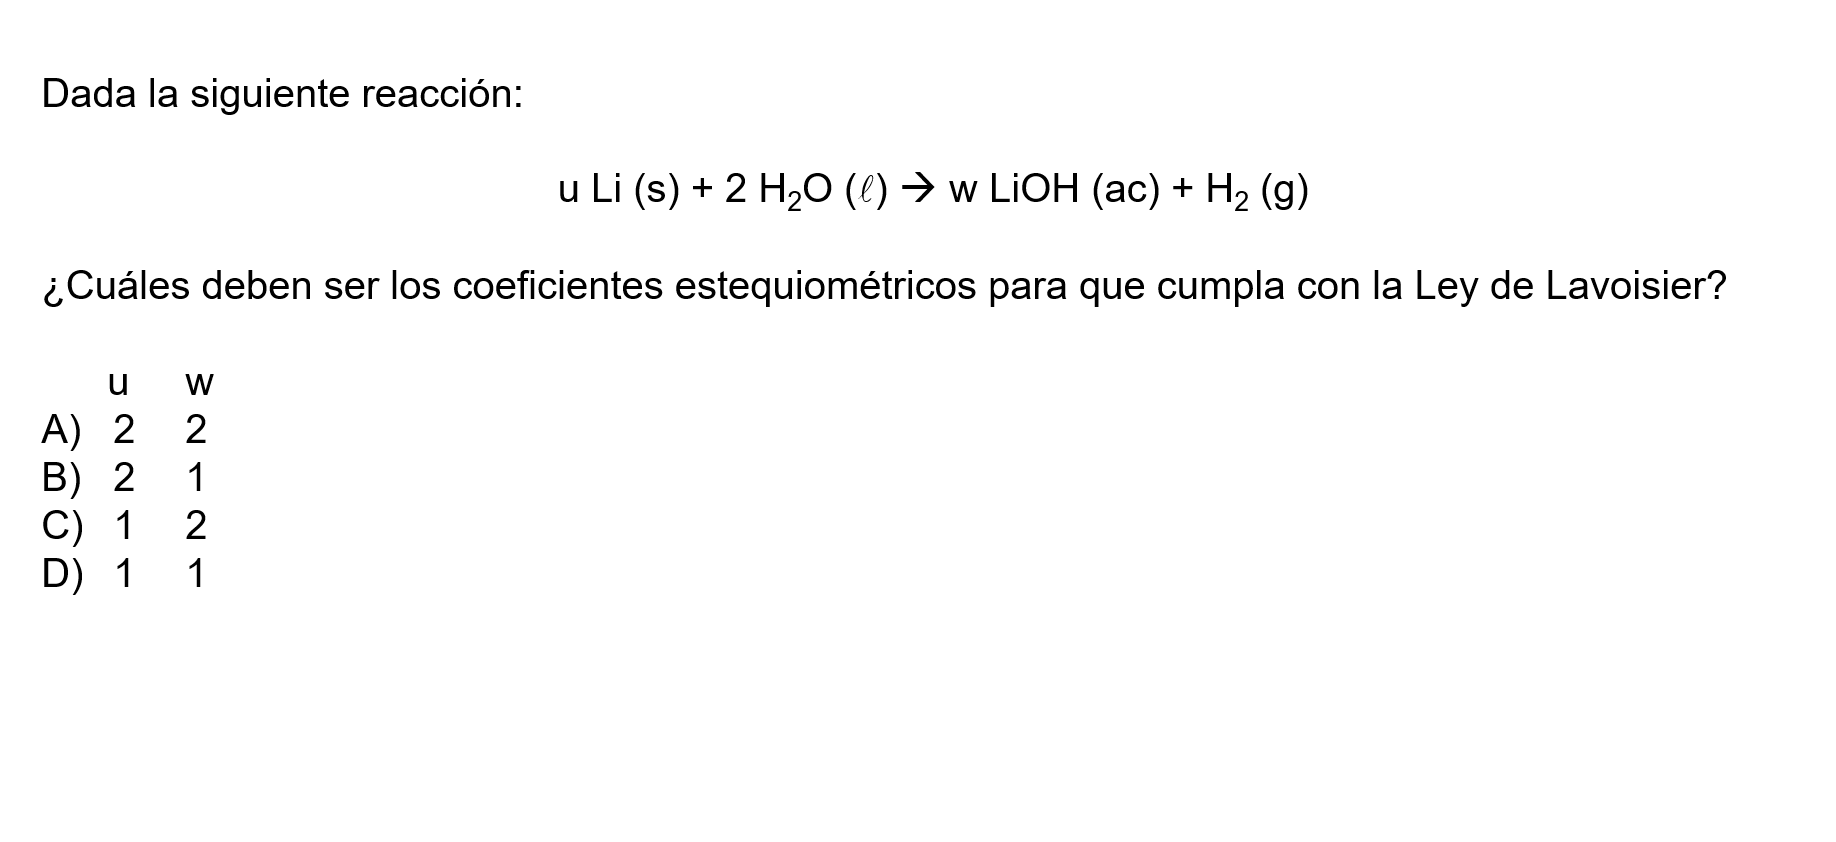 Dada la siguiente reacción:
u Li (s) + 2 H₂O (ℓ) → w LiOH (ac) + H₂ (g)
¿Cuáles deben ser los coeficientes estequiométricos para que cumpla con la Ley de Lavoisier?
u w
A) 2 2
B) 2 1
C) 1 2
D) 1 1